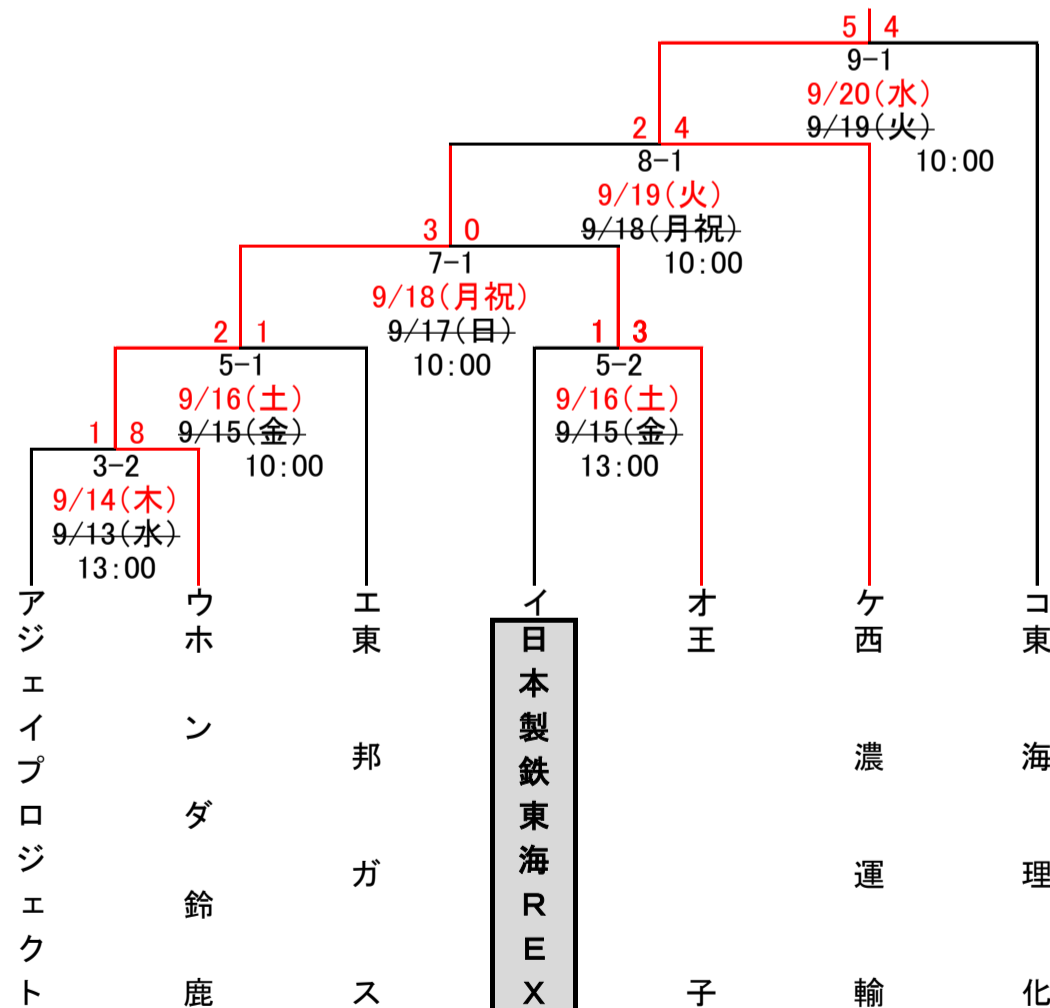 5 4
9-1
9/20(水)
9/19(火)
10:00
2 4
8-1
9/19(火)
9/18(月祝)
10:00
3 0
7-1
9/18(月祝)
9/17(日)
10:00
2 1
5-1
9/16(土)
9/15(金)
10:00
1 3
5-2
9/16(土)
9/15(金)
13:00
1 8
3-2
9/14(木)
9/13(水)
13:00
ア
ジェイプロジェクト
ウ
ホンダ鈴鹿
エ
東邦ガス
イ
日本製鉄東海REX
オ
王子
ケ
西濃運輸
コ
東海理化